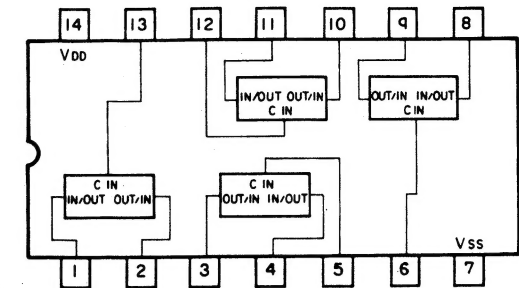 14 13 12 11 10 9 8
VDD
IN/OUT OUT/IN OUT/IN IN/OUT
C IN C IN
C IN C IN
IN/OUT OUT/IN OUT/IN IN/OUT
VSS
1 2 3 4 5 6 7